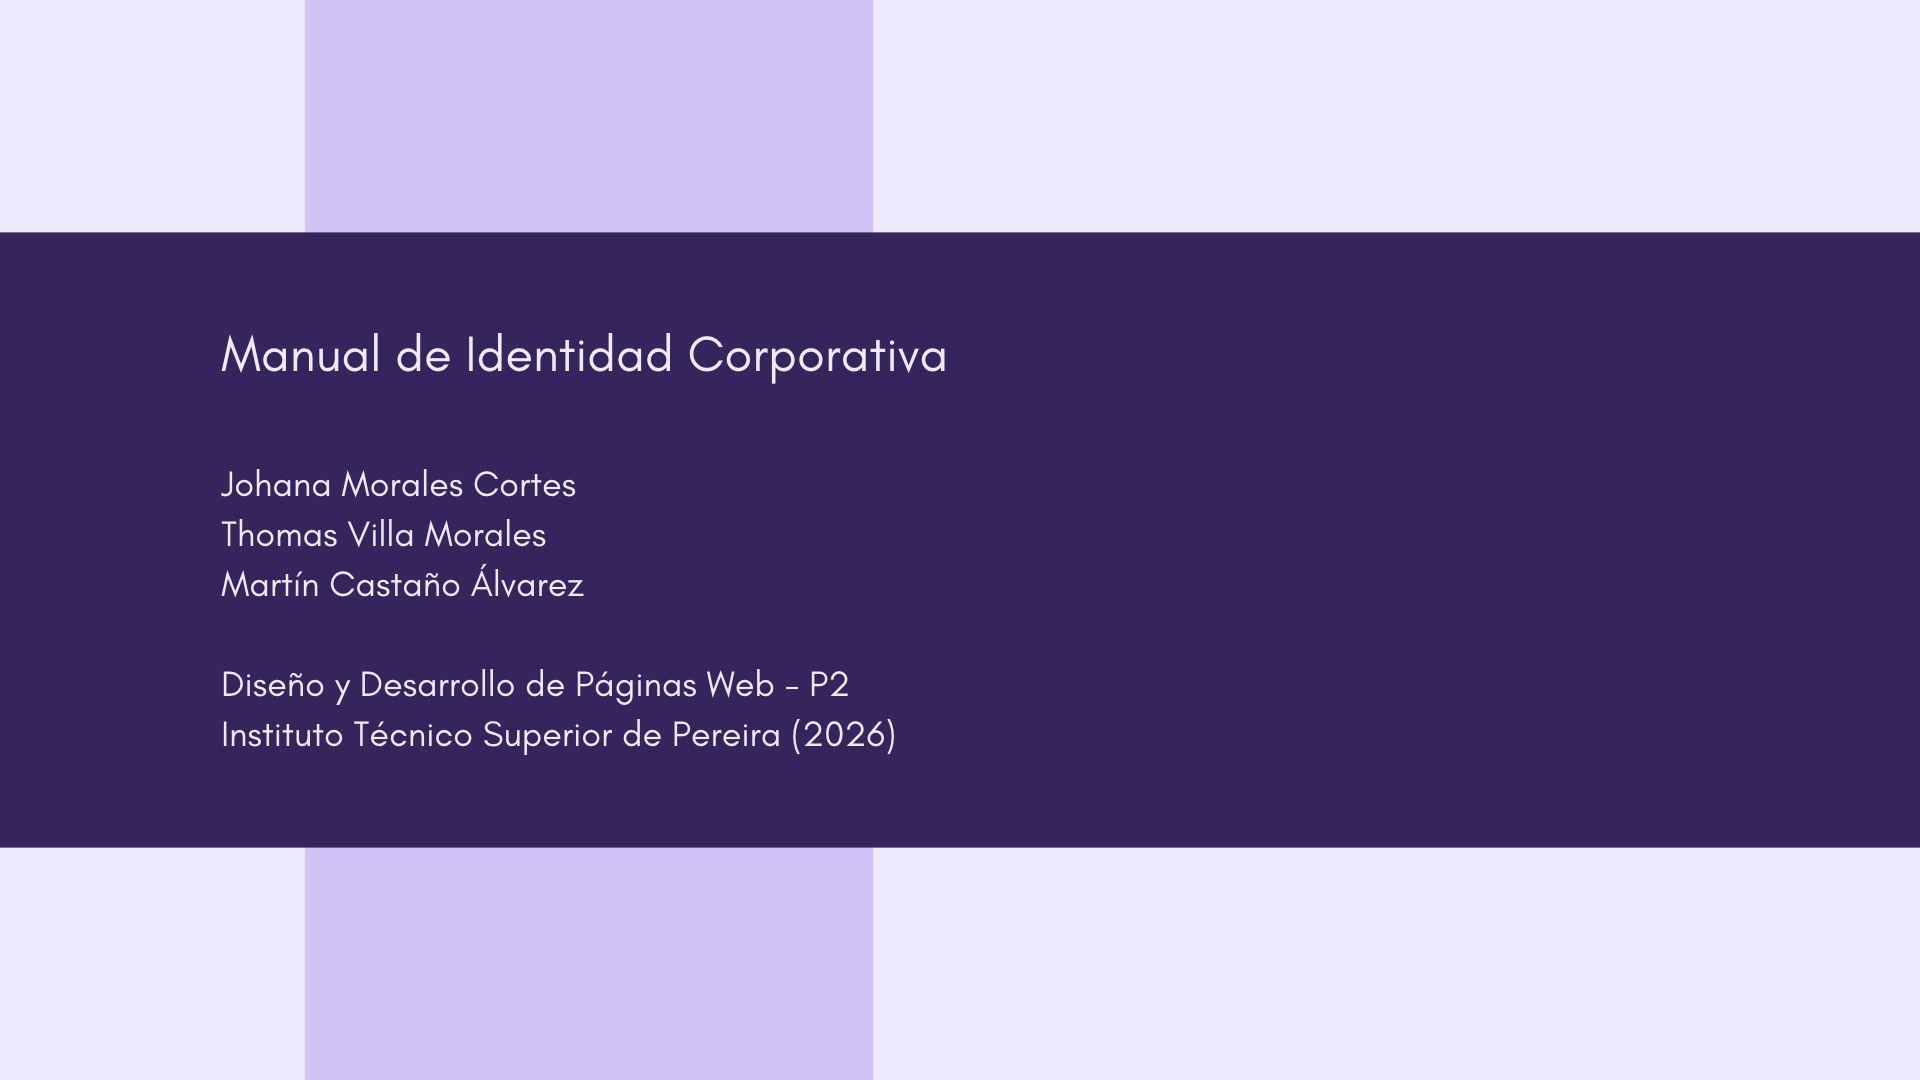 Manual de Identidad Corporativa
Johana Morales Cortes
Thomas Villa Morales
Martín Castaño Álvarez
Diseño y Desarrollo de Páginas Web - P2
Instituto Técnico Superior de Pereira (2026)